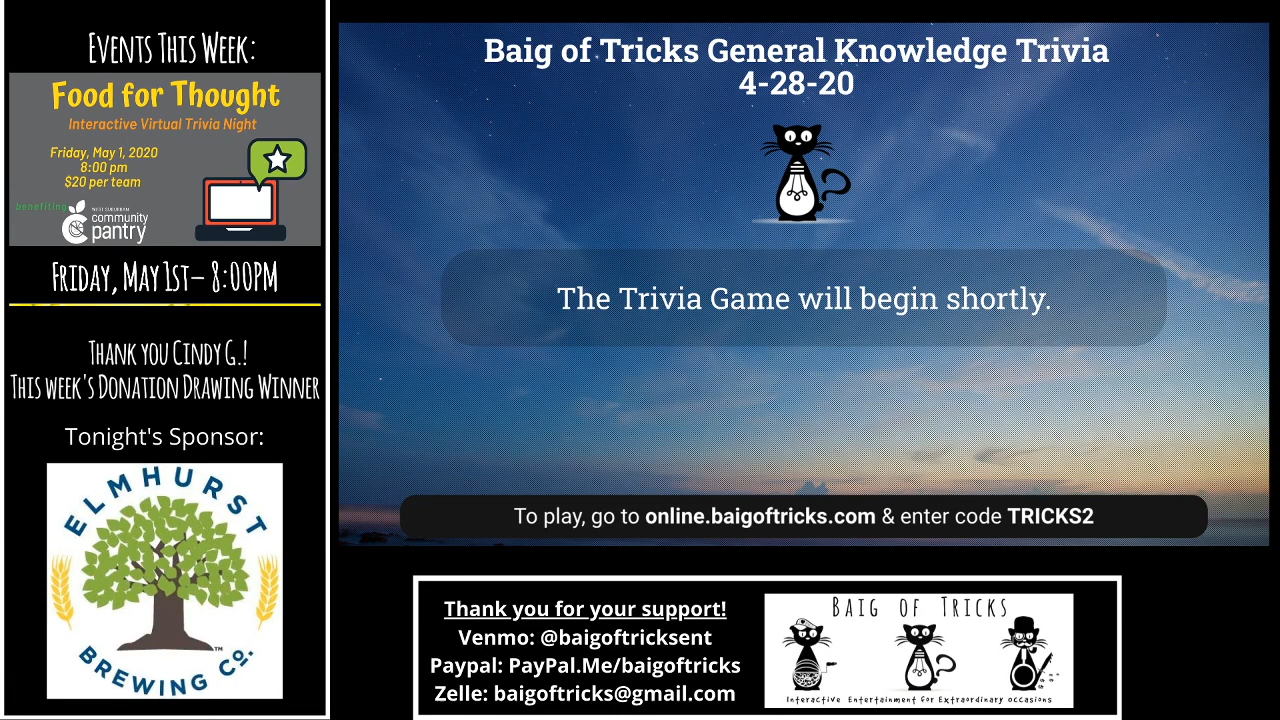 Events This Week:
Food for Thought
Interactive Virtual Trivia Night
Friday, May 1, 2020
8:00 pm
$20 per team
benefiting
WEST SUBURBAN
community
pantry
Friday, May 1st– 8:00PM
Thank you Cindy G.!
This week's Donation Drawing Winner
Tonight's Sponsor:
ELMHURST
BREWING CO.
TM
Baig of Tricks General Knowledge Trivia
4-28-20
The Trivia Game will begin shortly.
To play, go to online.baigoftricks.com & enter code TRICKS2
Thank you for your support!
Venmo: @baigoftricksent
Paypal: PayPal.Me/baigoftricks
Zelle: baigoftricks@gmail.com
BAIG OF TRICKS
Interactive Entertainment for Extraordinary occasions